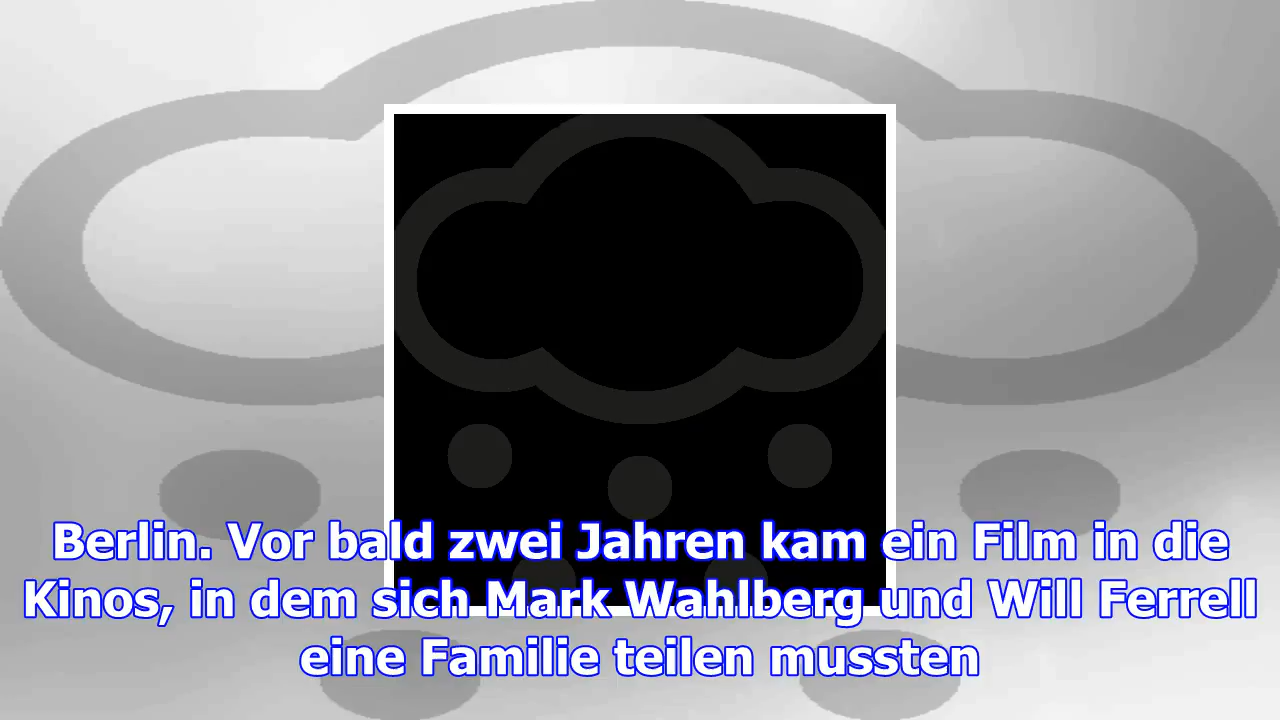 Berlin. Vor bald zwei Jahren kam ein Film in die
Kinos, in dem sich Mark Wahlberg und Will Ferrell
eine Familie teilen mussten